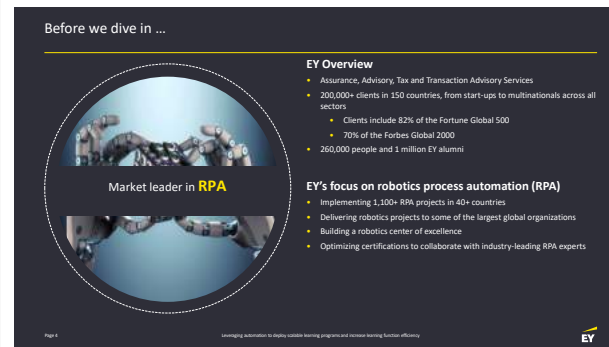 Before we dive in ...
Market leader in RPA
EY Overview
• Assurance, Advisory, Tax and Transaction Advisory Services
• 200,000+ clients in 150 countries, from start-ups to multinationals across all
sectors
• Clients include 82% of the Fortune Global 500
• 70% of the Forbes Global 2000
• 260,000 people and 1 million EY alumni
EY's focus on robotics process automation (RPA)
• Implementing 1,100+ RPA projects in 40+ countries
• Delivering robotics projects to some of the largest global organizations
• Building a robotics center of excellence
• Optimizing certifications to collaborate with industry-leading RPA experts
Page 4
Leveraging automation to deploy scalable learning programs and increase learning function efficiency
EY